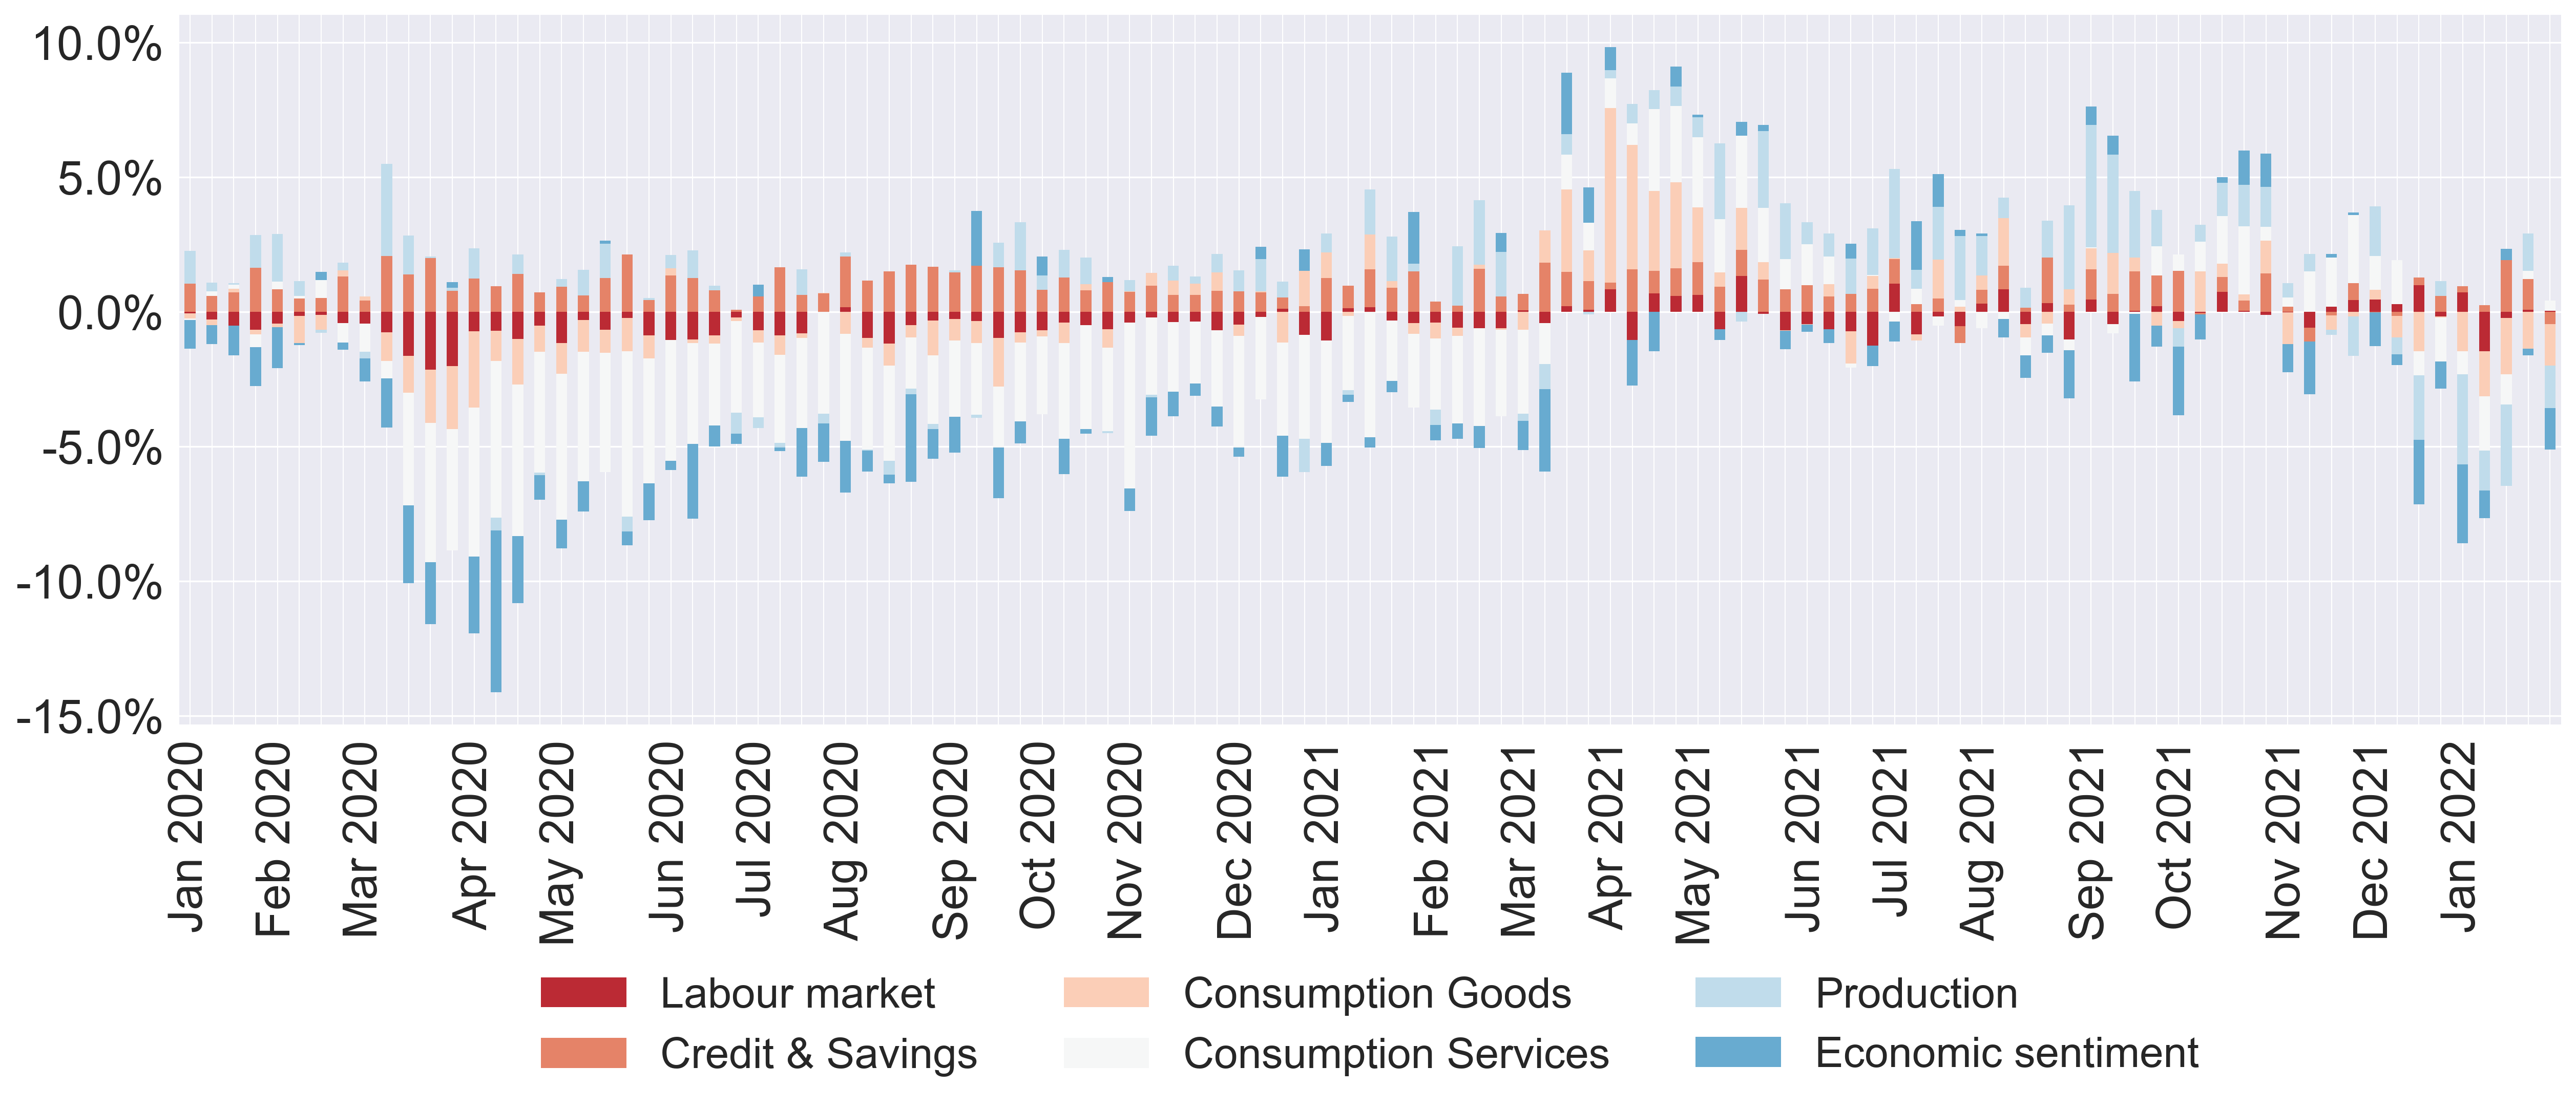 10.0%
5.0%
0.0%
-5.0%
-10.0%
-15.0%
Jan 2020
Feb 2020
Mar 2020
Apr 2020
May 2020
Jun 2020
Jul 2020
Aug 2020
Sep 2020
Oct 2020
Nov 2020
Dec 2020
Jan 2021
Feb 2021
Mar 2021
Apr 2021
May 2021
Jun 2021
Jul 2021
Aug 2021
Sep 2021
Oct 2021
Nov 2021
Dec 2021
Jan 2022
Labour market
Credit & Savings
Consumption Goods
Consumption Services
Production
Economic sentiment